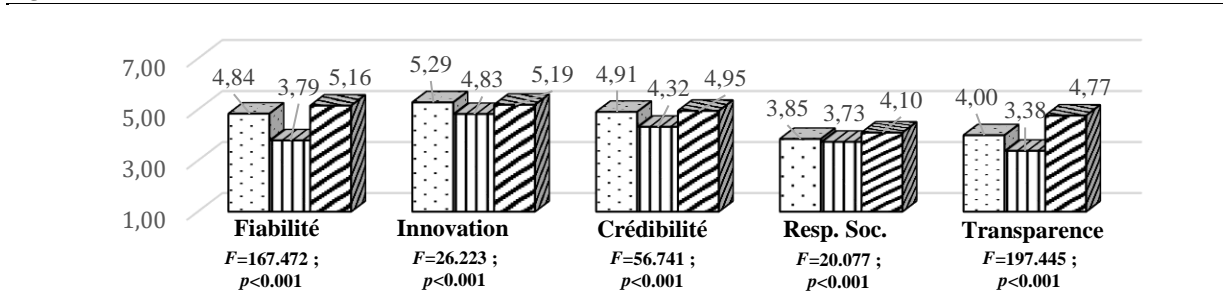 7,00
5,00
3,00
1,00
4,84 3,79 5,16 5,29 4,83 5,19 4,91 4,32 4,95 3,85 3,73 4,10 4,00 3,38 4,77
Fiabilité Innovation Crédibilité Resp. Soc. Transparence
F=167.472 ; F=26.223 ; F=56.741 ; F=20.077 ; F=197.445 ;
p<0.001 p<0.001 p<0.001 p<0.001 p<0.001